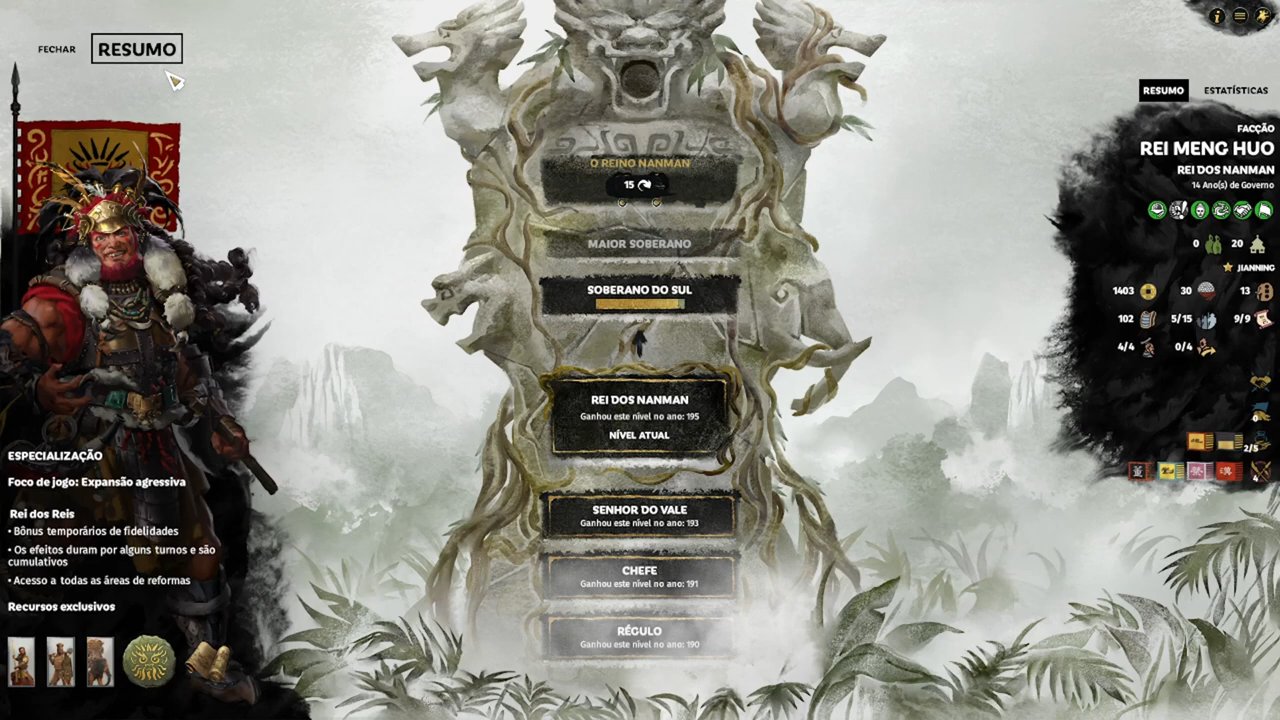 FECHAR
RESUMO
ESPECIALIZAÇÃO
Foco de jogo: Expansão agressiva
Rei dos Reis
• Bônus temporários de fidelidades
• Os efeitos duram por alguns turnos e são
cumulativos
• Acesso a todas as áreas de reformas
Recursos exclusivos
O REINO NANMAN
15
MAIOR SOBERANO
SOBERANO DO SUL
REI DOS NANMAN
Ganhou este nível no ano: 195
NÍVEL ATUAL
SENHOR DO VALE
Ganhou este nível no ano: 193
CHEFE
Ganhou este nível no ano: 191
RÉGULO
Ganhou este nível no ano: 190
RESUMO
ESTATÍSTICAS
FACÇÃO
REI MENG HUO
REI DOS NANMAN
14 Ano(s) de Governo
0 20
JIANNING
1403 30 13
102 5/15 9/9
4/4 0/4
0
2/5
4